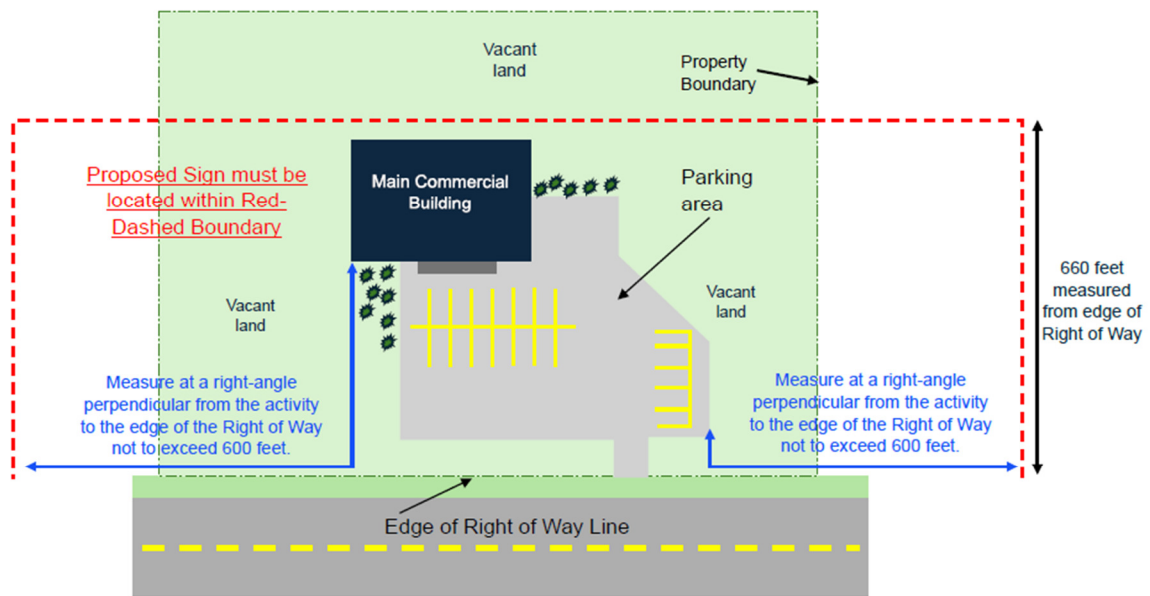 Vacant
land
Property
Boundary
Proposed Sign must be
located within Red-
Dashed Boundary
Main Commercial
Building
Parking
area
660 feet
measured
from edge of
Right of Way
Vacant
land
Vacant
land
Measure at a right-angle
perpendicular from the activity
to the edge of the Right of Way
not to exceed 600 feet.
Measure at a right-angle
perpendicular from the activity
to the edge of the Right of Way
not to exceed 600 feet.
Edge of Right of Way Line